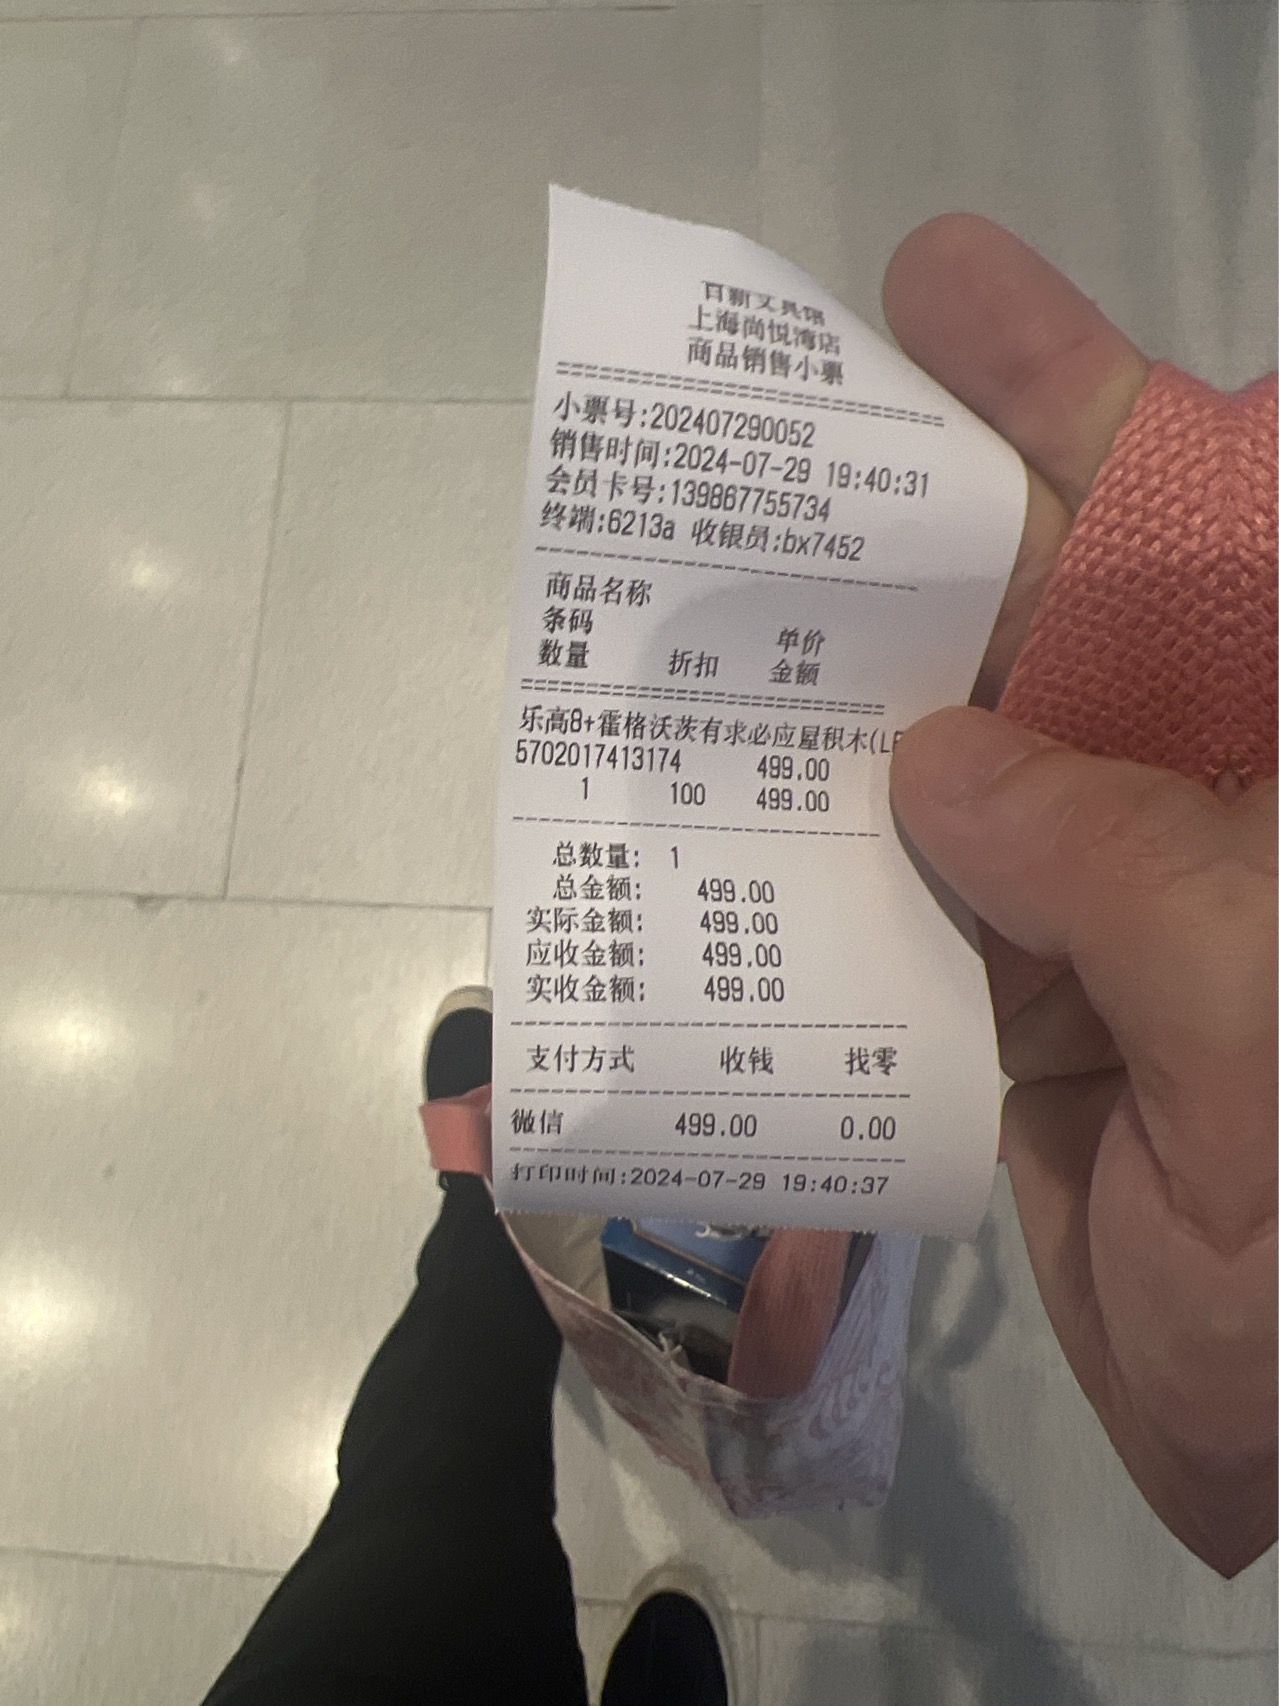 百新文具馆
上海尚悦湾店
商品销售小票
==============================
小票号:202407290052
销售时间:2024-07-29 19:40:31
会员卡号:139867755734
终端:6213a 收银员:bx7452
商品名称
条码 单价
数量 折扣 金额
==============================
乐高8+霍格沃茨有求必应屋积木(LE
5702017413174 499.00
1 100 499.00
总数量: 1
总金额: 499.00
实际金额: 499.00
应收金额: 499.00
实收金额: 499.00
支付方式 收钱 找零
微信 499.00 0.00
打印时间:2024-07-29 19:40:37